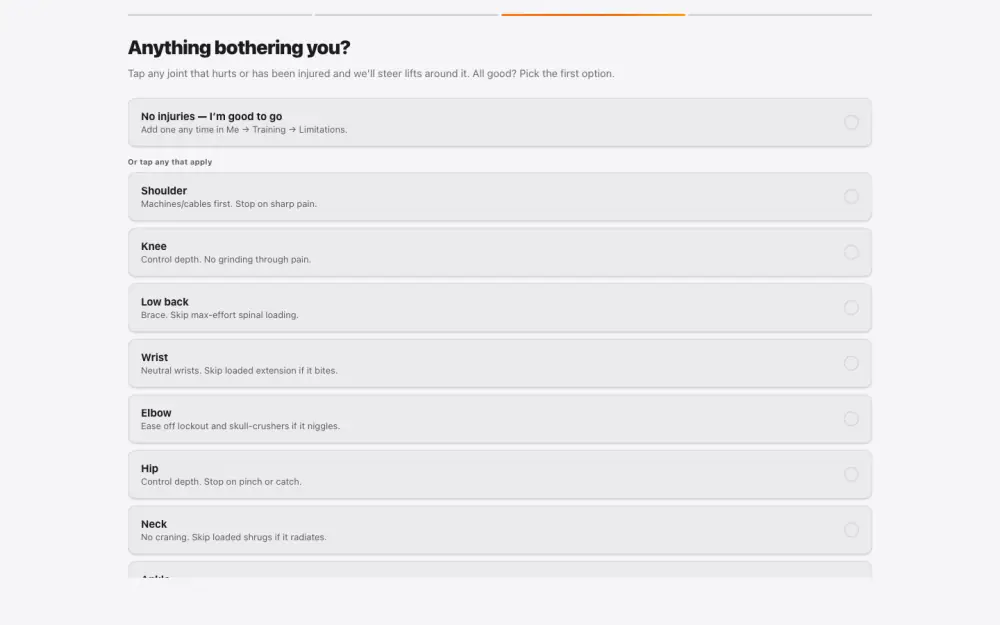 Anything bothering you?
Tap any joint that hurts or has been injured and we'll steer lifts around it. All good? Pick the first option.
No injuries — I'm good to go
Add one any time in Me → Training → Limitations.
Or tap any that apply
Shoulder
Machines/cables first. Stop on sharp pain.
Knee
Control depth. No grinding through pain.
Low back
Brace. Skip max-effort spinal loading.
Wrist
Neutral wrists. Skip loaded extension if it bites.
Elbow
Ease off lockout and skull-crushers if it niggles.
Hip
Control depth. Stop on pinch or catch.
Neck
No craning. Skip loaded shrugs if it radiates.